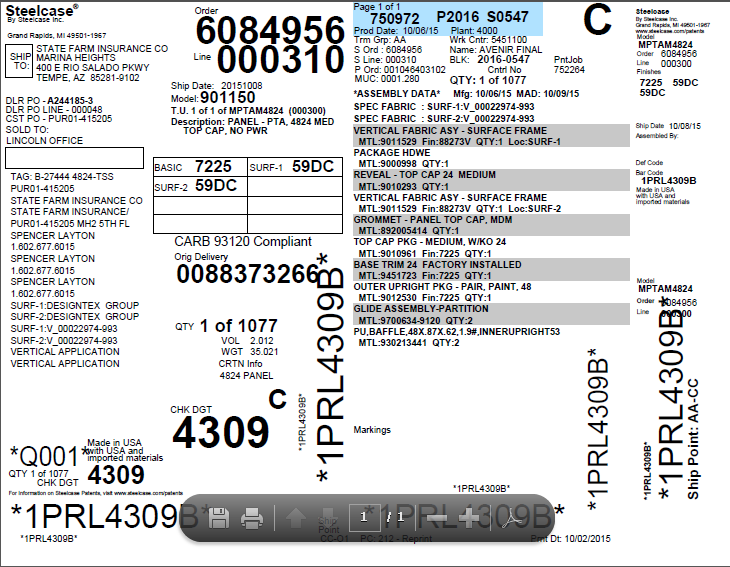 Steelcase®
By Steelcase Inc.
Grand Rapids, MI 49501-1967
SHIP TO:
STATE FARM INSURANCE CO
MARINA HEIGHTS
400 E RIO SALADO PKWY
TEMPE, AZ 85281-9102
DLR PO - A244185-3
DLR PO LINE - 000048
CST PO - PUR01-415205
SOLD TO:
LINCOLN OFFICE
TAG: B-27444 4824-TSS
PUR01-415205
STATE FARM INSURANCE CO
STATE FARM INSURANCE/
PUR01-415205 MH2 5TH FL
SPENCER LAYTON
1.602.677.6015
SPENCER LAYTON
1.602.677.6015
SPENCER LAYTON
1.602.677.6015
SURF-1:DESIGNTEX GROUP
SURF-2:DESIGNTEX GROUP
SURF-1:V_00022974-993
SURF-2:V_00022974-993
VERTICAL APPLICATION
VERTICAL APPLICATION
*Q001*
Made in USA
with USA and
imported materials
QTY 1 of 1077
CHK DGT
4309
For Information on Steelcase Patents, visit www.steelcase.com/patents
*1PRL4309B*
*1PRL4309B*
Order
6084956
Line 000310
Ship Date: 20151008
Model: 901150
T.U. 1 of 1 of MPTAM4824 (000300)
Description: PANEL - PTA, 4824 MED
TOP CAP, NO PWR
BASIC 7225 SURF-1 59DC
SURF-2 59DC
CARB 93120 Compliant
Orig Delivery
0088373266
QTY 1 of 1077
VOL 2.012
WGT 35.021
CRTN Info
4824 PANEL
C
CHK DGT
4309
*1PRL4309B*
*1PRL4309B*
Page 1 of 1
750972 P2016 S0547
Prod Date: 10/06/15 Plant: 4000
Trm Grp: AA Wrk Cntr: 5451100
S Ord : 6084956 Name: AVENIR FINAL
S Line: 000310 BLK: 2016-0547 PntJob
P Ord: 001046403102 Cntrl No 752264
MUC: 0001.280 QTY: 1 of 1077
C
*ASSEMBLY DATA* Mfg: 10/06/15 MAD: 10/09/15
SPEC FABRIC : SURF-1:V_00022974-993
SPEC FABRIC : SURF-2:V_00022974-993
VERTICAL FABRIC ASY - SURFACE FRAME
MTL:9011529 Fin:88273V QTY:1 Loc:SURF-1
PACKAGE HDWE
MTL:9000998 QTY:1
REVEAL - TOP CAP 24 MEDIUM
MTL:9010293 QTY:1
VERTICAL FABRIC ASY - SURFACE FRAME
MTL:9011529 Fin:88273V QTY:1 Loc:SURF-2
GROMMET - PANEL TOP CAP, MDM
MTL:892005414 QTY:1
TOP CAP PKG - MEDIUM, W/KO 24
MTL:9010961 Fin:7225 QTY:1
BASE TRIM 24 FACTORY INSTALLED
MTL:9451723 Fin:7225 QTY:1
OUTER UPRIGHT PKG - PAIR, PAINT, 48
MTL:9012530 Fin:7225 QTY:1
GLIDE ASSEMBLY-PARTITION
MTL:9700634-9120 QTY:2
PU,BAFFLE,48X.87X.62,1.9#,INNERUPRIGHT53
MTL:930213441 QTY:2
Markings
*1PRL4309B*
*1PRL4309B*
1 / 1
Ship
Point
PC: 212 - Reprint
Prnt Dt: 10/02/2015
Steelcase®
By Steelcase Inc.
Grand Rapids, MI 49501-1967
www.steelcase.com/patents
Model
MPTAM4824
Order 6084956
Line 000300
Finishes
7225 59DC
59DC
Ship Date 10/08/15
Assembled By:
Def Code
Bar Code
1PRL4309B
Made in USA
with USA and
imported materials
Model
MPTAM4824
Order 6084956
Line 000300
*1PRL4309B*
*1PRL4309B*
Ship Point: AA-CC